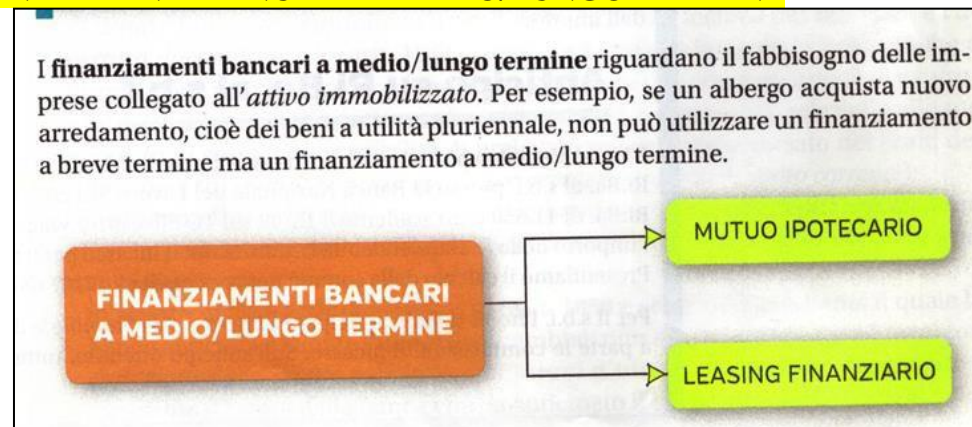 I finanziamenti bancari a medio/lungo termine riguardano il fabbisogno delle im-
prese collegato all'attivo immobilizzato. Per esempio, se un albergo acquista nuovo
arredamento, cioè dei beni a utilità pluriennale, non può utilizzare un finanziamento
a breve termine ma un finanziamento a medio/lungo termine.
FINANZIAMENTI BANCARI
A MEDIO/LUNGO TERMINE
MUTUO IPOTECARIO
LEASING FINANZIARIO